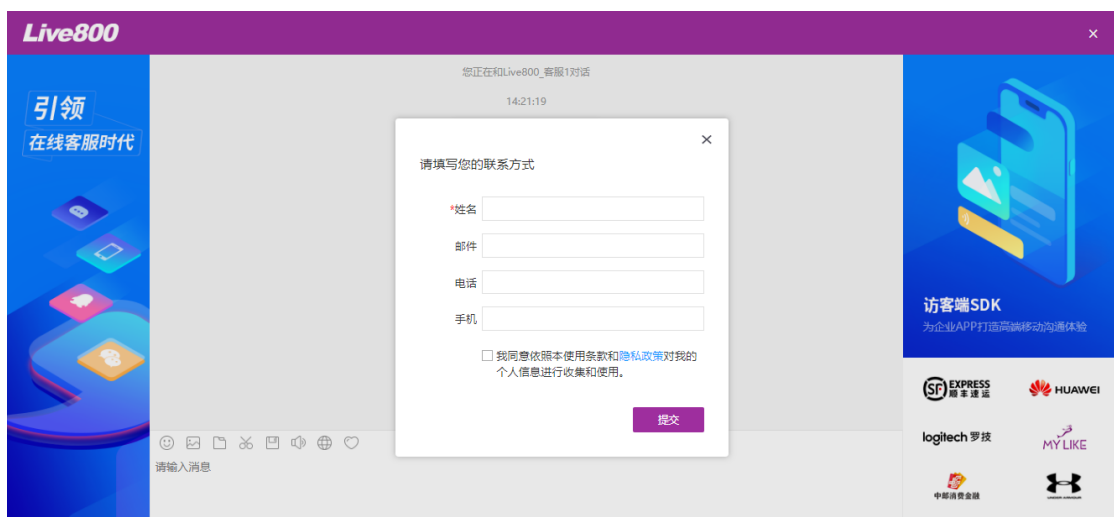 Live800
引领
在线客服时代
您正在和Live800_客服1对话
14:21:19
请填写您的联系方式
*姓名
邮件
电话
手机
我同意依照本使用条款和隐私政策对我的
个人信息进行收集和使用。
提交
请输入消息
访客端SDK
为企业APP打造高端移动沟通体验
SF EXPRESS
顺丰速运
HUAWEI
logitech 罗技
MYLIKE
中邮消费金融
UNDER ARMOUR